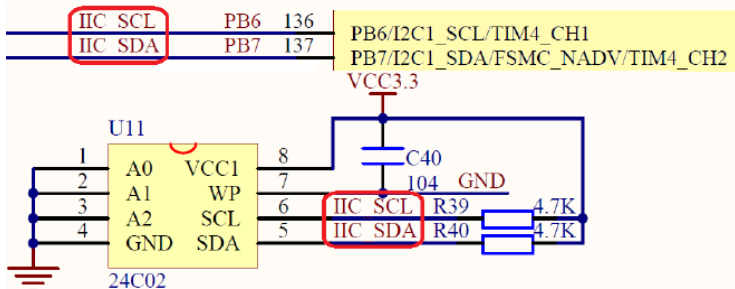 IIC SCL PB6 136 PB6/I2C1_SCL/TIM4_CH1
IIC SDA PB7 137 PB7/I2C1_SDA/FSMC_NADV/TIM4_CH2
VCC3.3
U11
1 A0 VCC1 8 C40
2 A1 WP 7 104 GND
3 A2 SCL 6 IIC SCL R39 4.7K
4 GND SDA 5 IIC SDA R40 4.7K
24C02